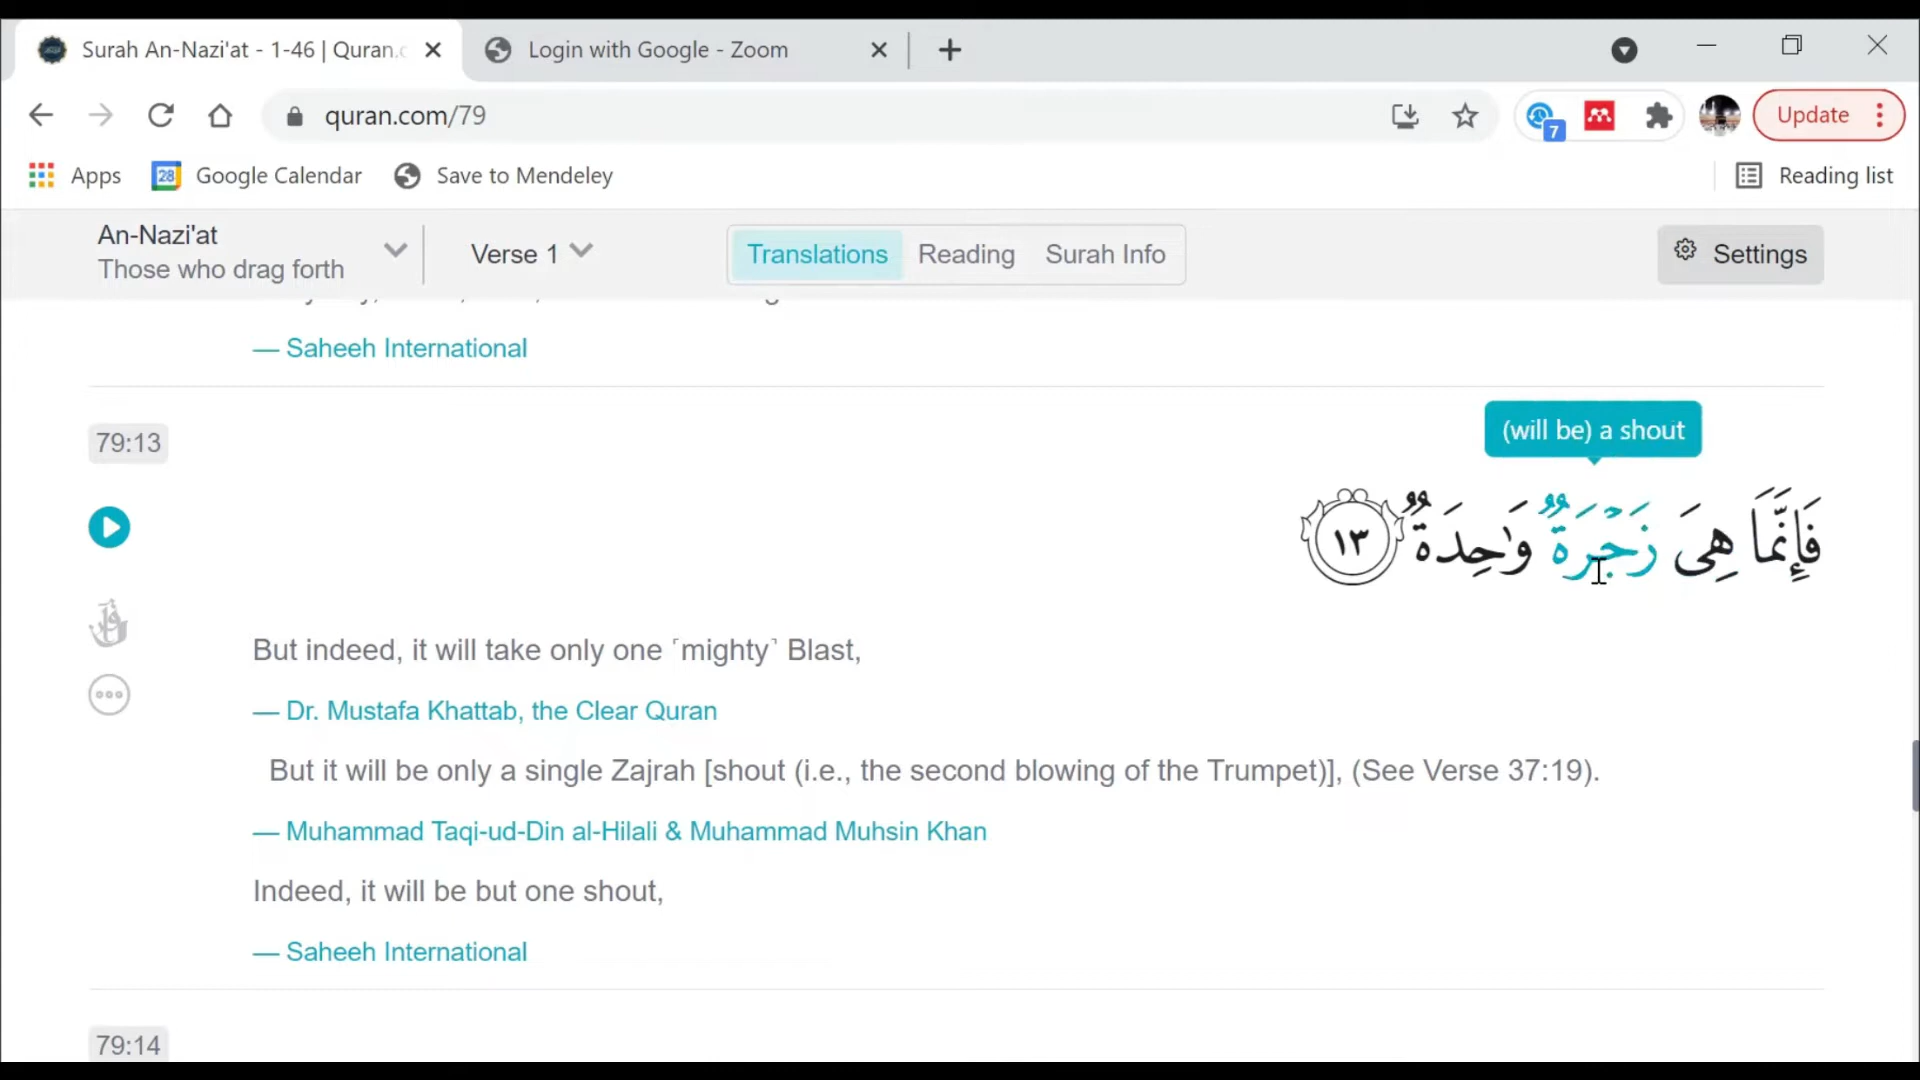 Surah An-Nazi'at - 1-46 | Quran.c
Login with Google - Zoom
quran.com/79
7
Update
Apps
28
Google Calendar
Save to Mendeley
Reading list
An-Nazi'at
Those who drag forth
Verse 1
Translations
Reading
Surah Info
Settings
— Saheeh International
79:13
(will be) a shout
فَإِنَّمَا هِىَ زَجْرَةٌ وَٰحِدَةٌ ١٣
But indeed, it will take only one ˹mighty˺ Blast,
— Dr. Mustafa Khattab, the Clear Quran
But it will be only a single Zajrah [shout (i.e., the second blowing of the Trumpet)], (See Verse 37:19).
— Muhammad Taqi-ud-Din al-Hilali & Muhammad Muhsin Khan
Indeed, it will be but one shout,
— Saheeh International
79:14